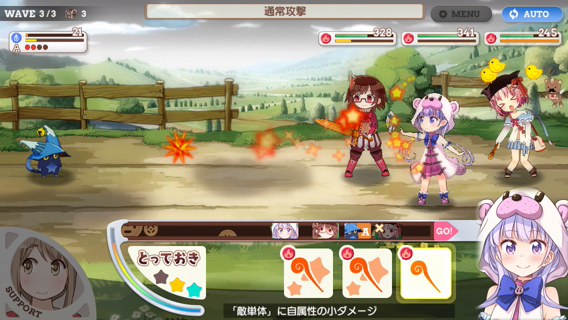 WAVE 3/3 3
通常攻撃
MENU
AUTO
21
A
328
341
245
A
GO!
とっておき
SUPPORT
「敵単体」に自属性の小ダメージ